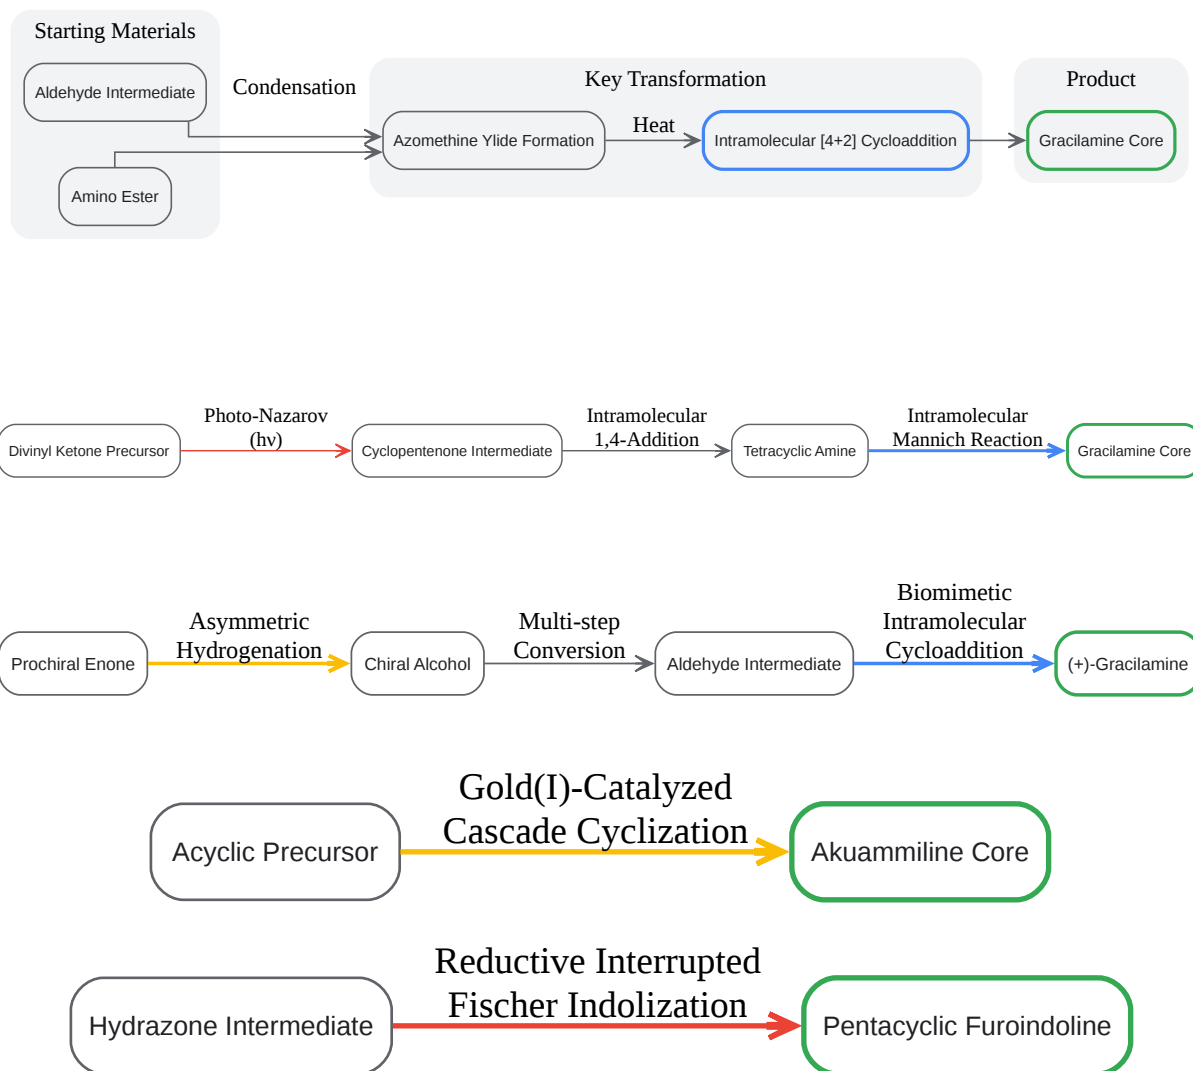 Starting Materials
Aldehyde Intermediate
Amino Ester
Condensation
Key Transformation
Azomethine Ylide Formation
Heat
Intramolecular [4+2] Cycloaddition
Product
Gracilamine Core
Divinyl Ketone Precursor
Photo-Nazarov
(hν)
Cyclopentenone Intermediate
Intramolecular
1,4-Addition
Tetracyclic Amine
Intramolecular
Mannich Reaction
Gracilamine Core
Prochiral Enone
Asymmetric
Hydrogenation
Chiral Alcohol
Multi-step
Conversion
Aldehyde Intermediate
Biomimetic
Intramolecular
Cycloaddition
(+)-Gracilamine
Acyclic Precursor
Gold(I)-Catalyzed
Cascade Cyclization
Akuammiline Core
Hydrazone Intermediate
Reductive Interrupted
Fischer Indolization
Pentacyclic Furoindoline